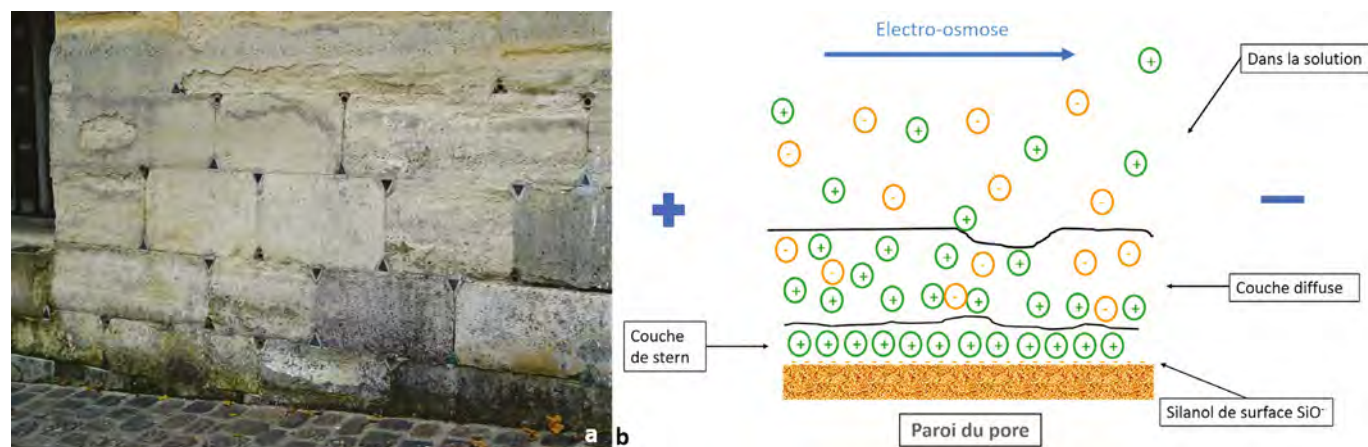 a
b
Electro-osmose
Dans la solution
+
−
Couche diffuse
Couche
de stern
Silanol de surface SiO⁻
Paroi du pore